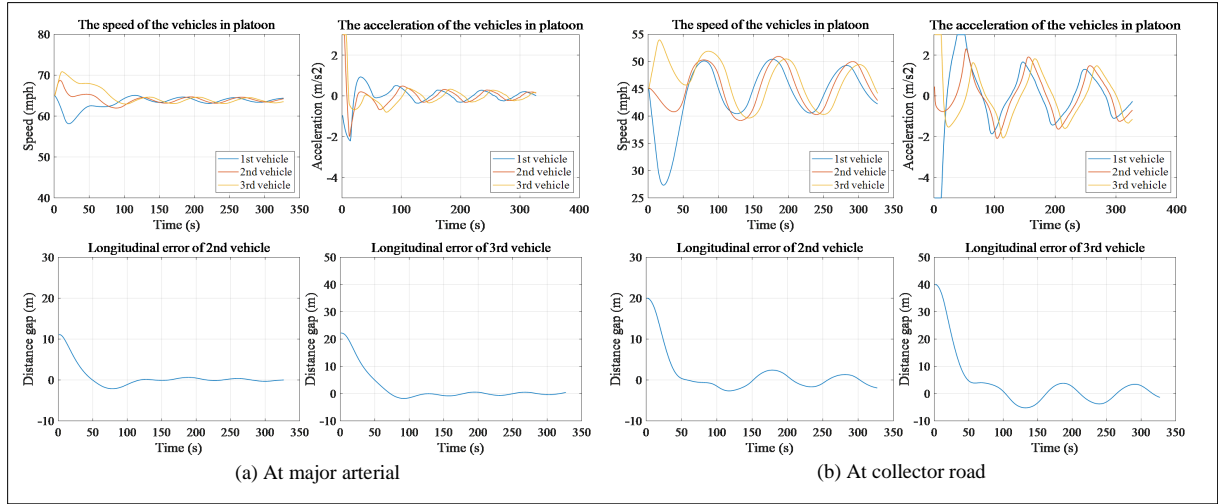 The speed of the vehicles in platoon
80
70
60
50
40
Speed (mph)
0 50 100 150 200 250 300 350
Time (s)
1st vehicle
2nd vehicle
3rd vehicle
The acceleration of the vehicles in platoon
2
0
-2
-4
Acceleration (m/s2)
0 100 200 300 400
Time (s)
1st vehicle
2nd vehicle
3rd vehicle
The speed of the vehicles in platoon
55
50
45
40
35
30
25
Speed (mph)
0 50 100 150 200 250 300 350
Time (s)
1st vehicle
2nd vehicle
3rd vehicle
The acceleration of the vehicles in platoon
2
0
-2
-4
Acceleration (m/s2)
0 100 200 300 400
Time (s)
1st vehicle
2nd vehicle
3rd vehicle
Longitudinal error of 2nd vehicle
30
20
10
0
-10
Distance gap (m)
0 50 100 150 200 250 300 350
Time (s)
Longitudinal error of 3rd vehicle
50
40
30
20
10
0
-10
Distance gap (m)
0 50 100 150 200 250 300 350
Time (s)
Longitudinal error of 2nd vehicle
30
20
10
0
-10
Distance gap (m)
0 50 100 150 200 250 300 350
Time (s)
Longitudinal error of 3rd vehicle
50
40
30
20
10
0
-10
Distance gap (m)
0 50 100 150 200 250 300 350
Time (s)
(a) At major arterial
(b) At collector road